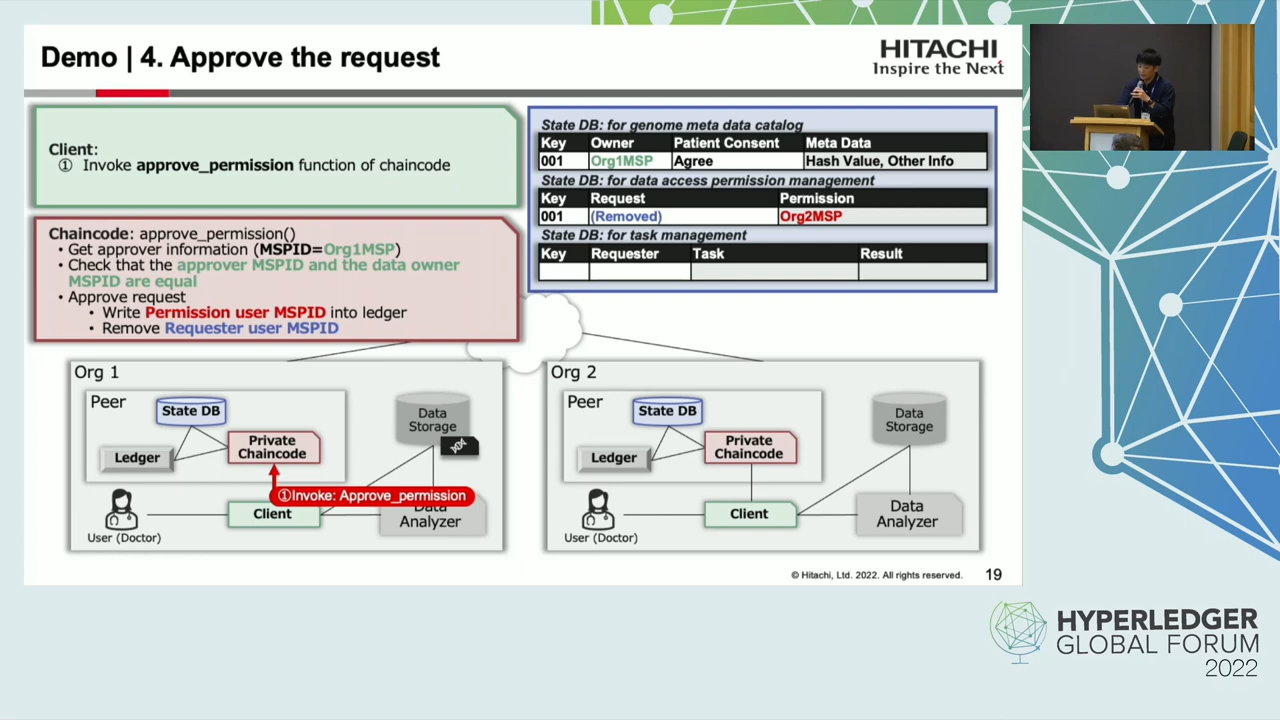 Demo | 4. Approve the request
HITACHI
Inspire the Next
Client:
① Invoke approve_permission function of chaincode
Chaincode: approve_permission()
• Get approver information (MSPID=Org1MSP)
• Check that the approver MSPID and the data owner
MSPID are equal
• Approve request
• Write Permission user MSPID into ledger
• Remove Requester user MSPID
State DB: for genome meta data catalog
Key Owner Patient Consent Meta Data
001 Org1MSP Agree Hash Value, Other Info
State DB: for data access permission management
Key Request Permission
001 (Removed) Org2MSP
State DB: for task management
Key Requester Task Result
Org 1
Peer
State DB
Ledger
Private
Chaincode
Data
Storage
①Invoke: Approve_permission
Client
Data
Analyzer
User (Doctor)
Org 2
Peer
State DB
Ledger
Private
Chaincode
Data
Storage
Client
Data
Analyzer
User (Doctor)
© Hitachi, Ltd. 2022. All rights reserved.
19
HYPERLEDGER
GLOBAL FORUM
2022